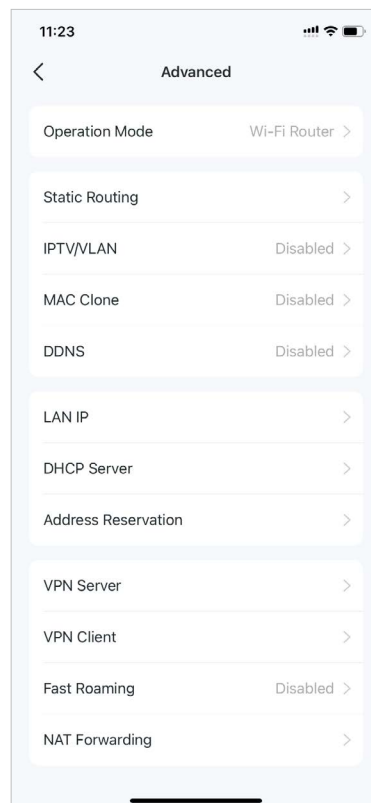 11:23
Advanced
Operation Mode Wi-Fi Router
Static Routing
IPTV/VLAN Disabled
MAC Clone Disabled
DDNS Disabled
LAN IP
DHCP Server
Address Reservation
VPN Server
VPN Client
Fast Roaming Disabled
NAT Forwarding